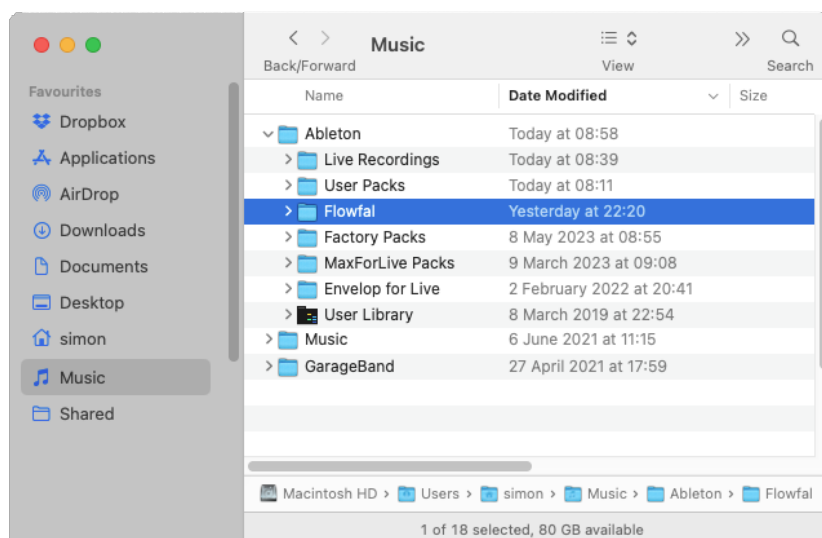 Music
Back/Forward
View
Search
Favourites
Dropbox
Applications
AirDrop
Downloads
Documents
Desktop
simon
Music
Shared
Name Date Modified Size
Ableton Today at 08:58
Live Recordings Today at 08:39
User Packs Today at 08:11
Flowfal Yesterday at 22:20
Factory Packs 8 May 2023 at 08:55
MaxForLive Packs 9 March 2023 at 09:08
Envelop for Live 2 February 2022 at 20:41
User Library 8 March 2019 at 22:54
Music 6 June 2021 at 11:15
GarageBand 27 April 2021 at 17:59
Macintosh HD › Users › simon › Music › Ableton › Flowfal
1 of 18 selected, 80 GB available